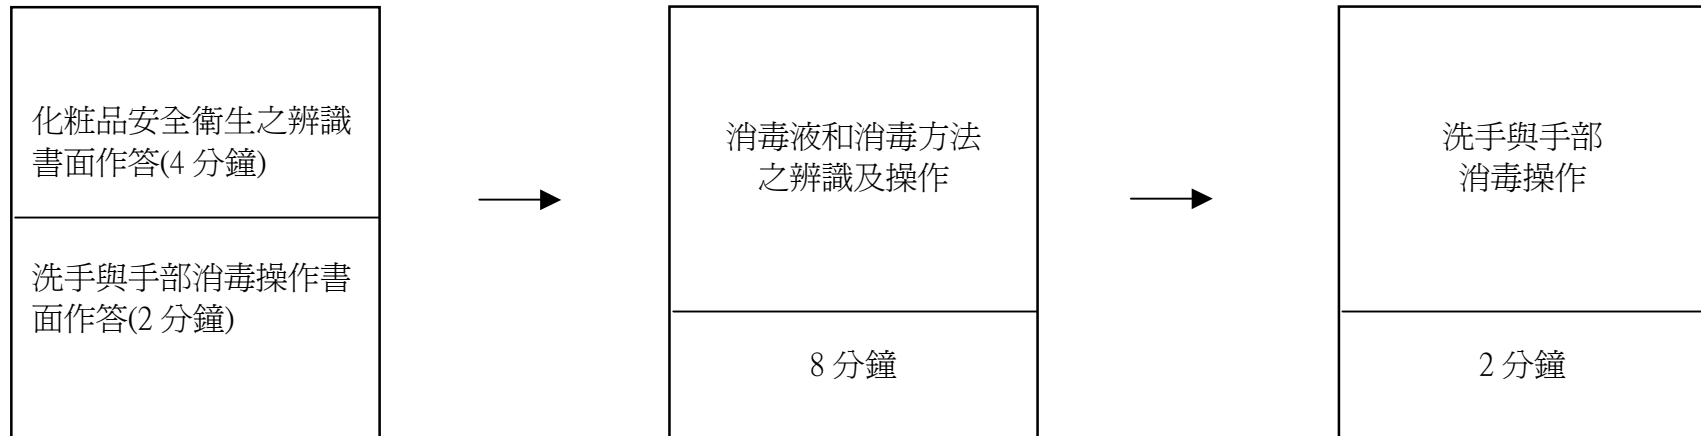 化粧品安全衛生之辨識
書面作答(4 分鐘)
洗手與手部消毒操作書
面作答(2 分鐘)
消毒液和消毒方法
之辨識及操作
8 分鐘
洗手與手部
消毒操作
2 分鐘